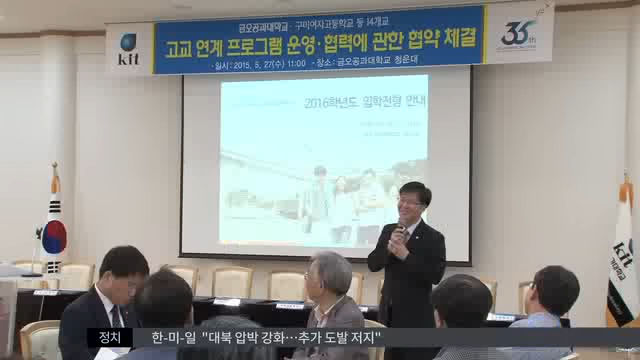 금오공과대학교 · 구미여자고등학교 등 14개교
kit
고교 연계 프로그램 운영·협력에 관한 협약 체결
35th
· 일시 : 2015. 5. 27(수) 11:00 · 장소 : 금오공과대학교 청운대
2016학년도 입학전형 안내
kit
정치 한-미-일 "대북 압박 강화…추가 도발 저지"